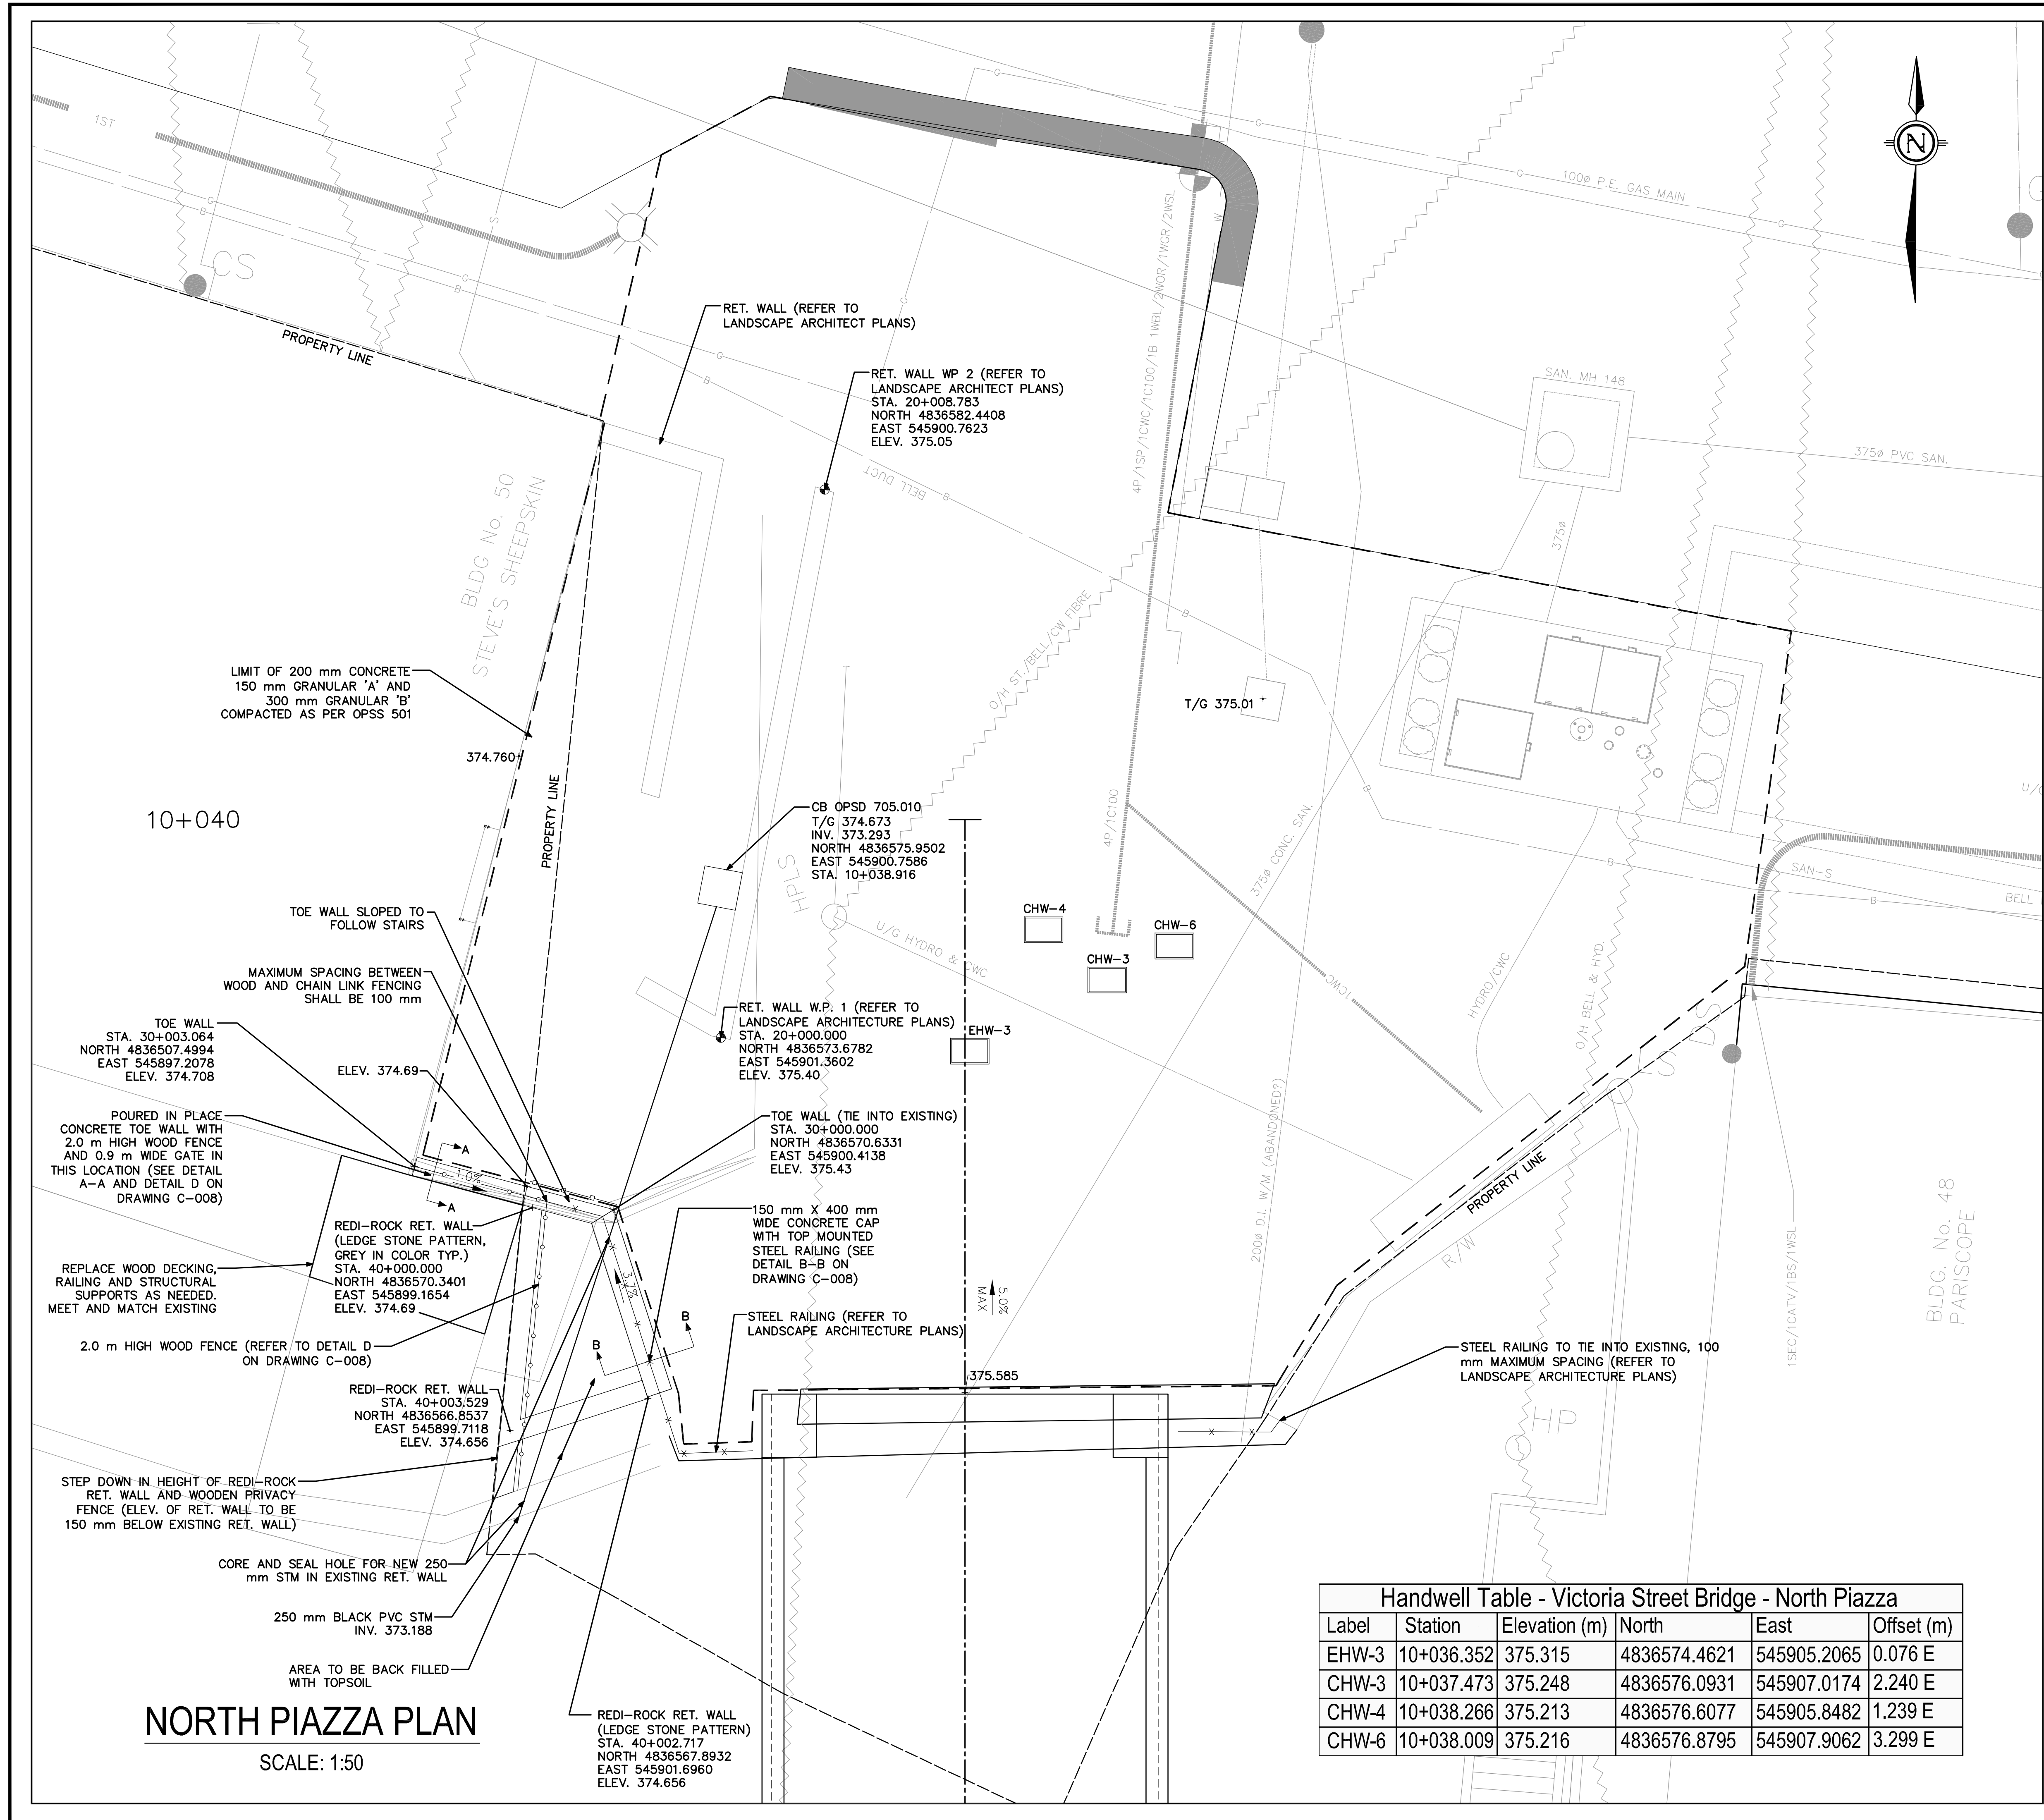 N
1ST
G
B
S
CS
PROPERTY LINE
RET. WALL (REFER TO
LANDSCAPE ARCHITECT PLANS)
RET. WALL WP 2 (REFER TO
LANDSCAPE ARCHITECT PLANS)
STA. 20+008.783
NORTH 4836582.4408
EAST 545900.7623
ELEV. 375.05
4P/1SP/1CWC/1C100/1B 1WBL/2WOR/1WGR/2WSL
W
100ø P.E. GAS MAIN
SAN. MH 148
375ø PVC SAN.
375ø
BELL DUCT
BLDG No. 50
STEVE'S SHEEPSKIN
O/H ST./BELL/CW FIBRE
LIMIT OF 200 mm CONCRETE
150 mm GRANULAR 'A' AND
300 mm GRANULAR 'B'
COMPACTED AS PER OPSS 501
374.760
PROPERTY LINE
T/G 375.01
10+040
CB OPSD 705.010
T/G 374.673
INV. 373.293
NORTH 4836575.9502
EAST 545900.7586
STA. 10+038.916
HPLS
U/G HYDRO & CWC
4P/1C100
375ø CONC. SAN.
1CWC
HYDRO/CWC
O/H BELL & HYD.
SAN-S
BELL
CHW-4
CHW-6
CHW-3
EHW-3
TOE WALL SLOPED TO
FOLLOW STAIRS
MAXIMUM SPACING BETWEEN
WOOD AND CHAIN LINK FENCING
SHALL BE 100 mm
TOE WALL
STA. 30+003.064
NORTH 4836507.4994
EAST 545897.2078
ELEV. 374.708
ELEV. 374.69
RET. WALL W.P. 1 (REFER TO
LANDSCAPE ARCHITECTURE PLANS)
STA. 20+000.000
NORTH 4836573.6782
EAST 545901.3602
ELEV. 375.40
POURED IN PLACE
CONCRETE TOE WALL WITH
2.0 m HIGH WOOD FENCE
AND 0.9 m WIDE GATE IN
THIS LOCATION (SEE DETAIL
A-A AND DETAIL D ON
DRAWING C-008)
A
1.0%
A
TOE WALL (TIE INTO EXISTING)
STA. 30+000.000
NORTH 4836570.6331
EAST 545900.4138
ELEV. 375.43
200ø D.I. W/M (ABANDONED?)
PROPERTY LINE
R/W
BLDG. No. 48
PARISCOPE
1SEC/1CATV/1BS/1WSL
REDI-ROCK RET. WALL
(LEDGE STONE PATTERN,
GREY IN COLOR TYP.)
STA. 40+000.000
NORTH 4836570.3401
EAST 545899.1654
ELEV. 374.69
REPLACE WOOD DECKING,
RAILING AND STRUCTURAL
SUPPORTS AS NEEDED.
MEET AND MATCH EXISTING
150 mm X 400 mm
WIDE CONCRETE CAP
WITH TOP MOUNTED
STEEL RAILING (SEE
DETAIL B-B ON
DRAWING C-008)
3.7%
5.0%
MAX
B
B
STEEL RAILING (REFER TO
LANDSCAPE ARCHITECTURE PLANS)
2.0 m HIGH WOOD FENCE (REFER TO DETAIL D
ON DRAWING C-008)
375.585
STEEL RAILING TO TIE INTO EXISTING, 100
mm MAXIMUM SPACING (REFER TO
LANDSCAPE ARCHITECTURE PLANS)
HP
REDI-ROCK RET. WALL
STA. 40+003.529
NORTH 4836566.8537
EAST 545899.7118
ELEV. 374.656
STEP DOWN IN HEIGHT OF REDI-ROCK
RET. WALL AND WOODEN PRIVACY
FENCE (ELEV. OF RET. WALL TO BE
150 mm BELOW EXISTING RET. WALL)
CORE AND SEAL HOLE FOR NEW 250
mm STM IN EXISTING RET. WALL
250 mm BLACK PVC STM
INV. 373.188
AREA TO BE BACK FILLED
WITH TOPSOIL
REDI-ROCK RET. WALL
(LEDGE STONE PATTERN)
STA. 40+002.717
NORTH 4836567.8932
EAST 545901.6960
ELEV. 374.656
NORTH PIAZZA PLAN
SCALE: 1:50
Handwell Table - Victoria Street Bridge - North Piazza
Label Station Elevation (m) North East Offset (m)
EHW-3 10+036.352 375.315 4836574.4621 545905.2065 0.076 E
CHW-3 10+037.473 375.248 4836576.0931 545907.0174 2.240 E
CHW-4 10+038.266 375.213 4836576.6077 545905.8482 1.239 E
CHW-6 10+038.009 375.216 4836576.8795 545907.9062 3.299 E